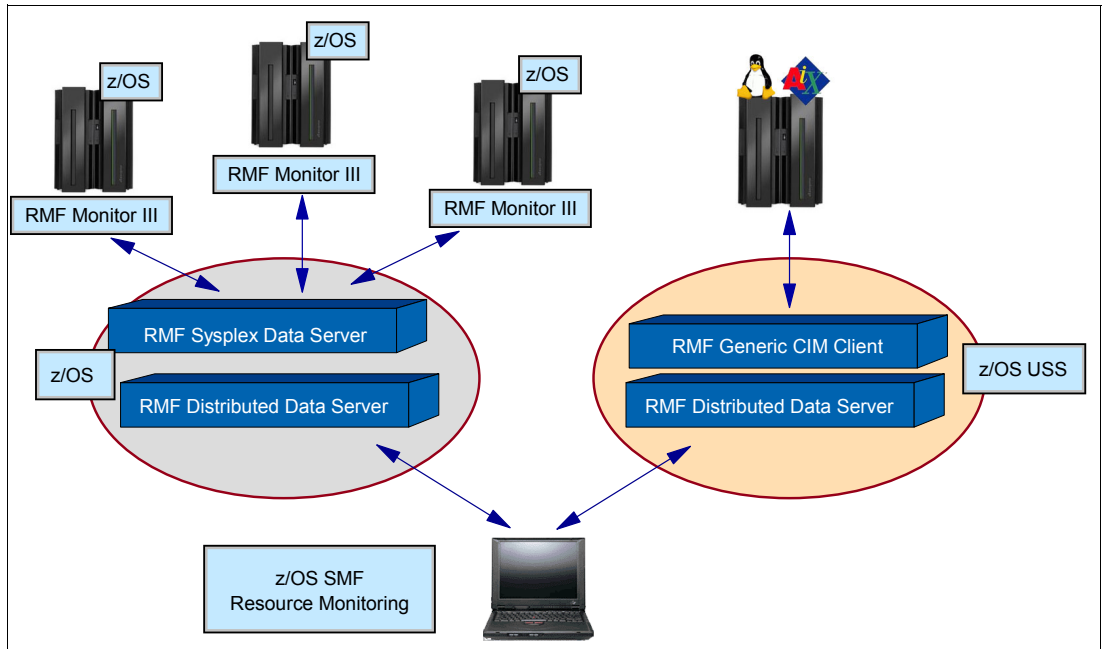 z/OS
z/OS
z/OS
AiX
RMF Monitor III
RMF Monitor III
RMF Monitor III
RMF Sysplex Data Server
RMF Generic CIM Client
z/OS
z/OS USS
RMF Distributed Data Server
RMF Distributed Data Server
z/OS SMF
Resource Monitoring